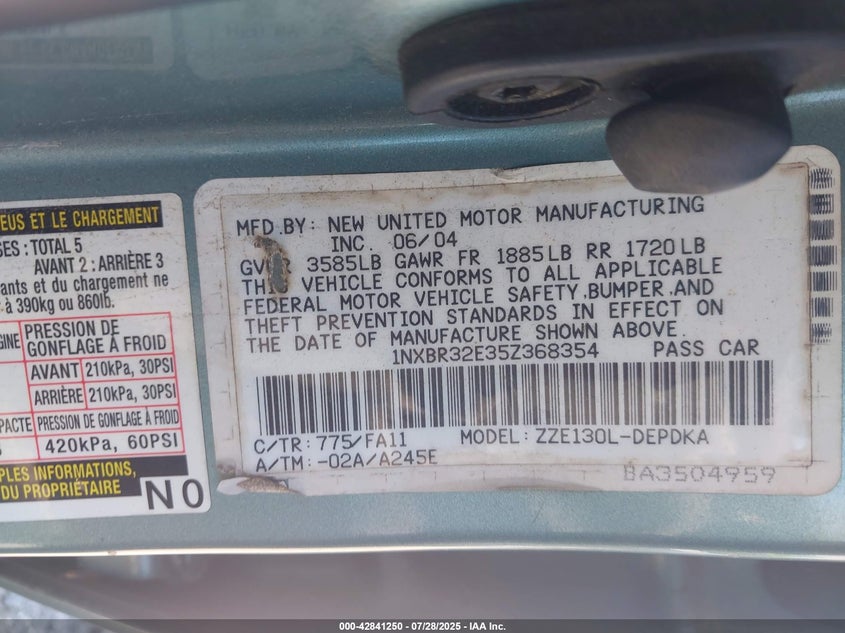 EUS ET LE CHARGEMENT
GES : TOTAL 5
AVANT 2 : ARRIÈRE 3
ants et du chargement ne
r à 390kg ou 860lb.
GINE PRESSION DE GONFLAGE À FROID
AVANT 210kPa, 30PSI
ARRIÈRE 210kPa, 30PSI
PACTE PRESSION DE GONFLAGE À FROID
420kPa, 60PSI
PLES INFORMATIONS,
DU PROPRIÉTAIRE
N0
MFD.BY: NEW UNITED MOTOR MANUFACTURING
INC. 06/04
GV 3585LB GAWR FR 1885LB RR 1720LB
TH VEHICLE CONFORMS TO ALL APPLICABLE
FEDERAL MOTOR VEHICLE SAFETY,BUMPER,AND
THEFT PREVENTION STANDARDS IN EFFECT ON
THE DATE OF MANUFACTURE SHOWN ABOVE.
1NXBR32E35Z368354 PASS CAR
C/TR: 775/FA11 MODEL: ZZE130L-DEPDKA
A/TM: -02A/A245E
BA3504959
000-42841250 | 07/28/2025 - IAA Inc.